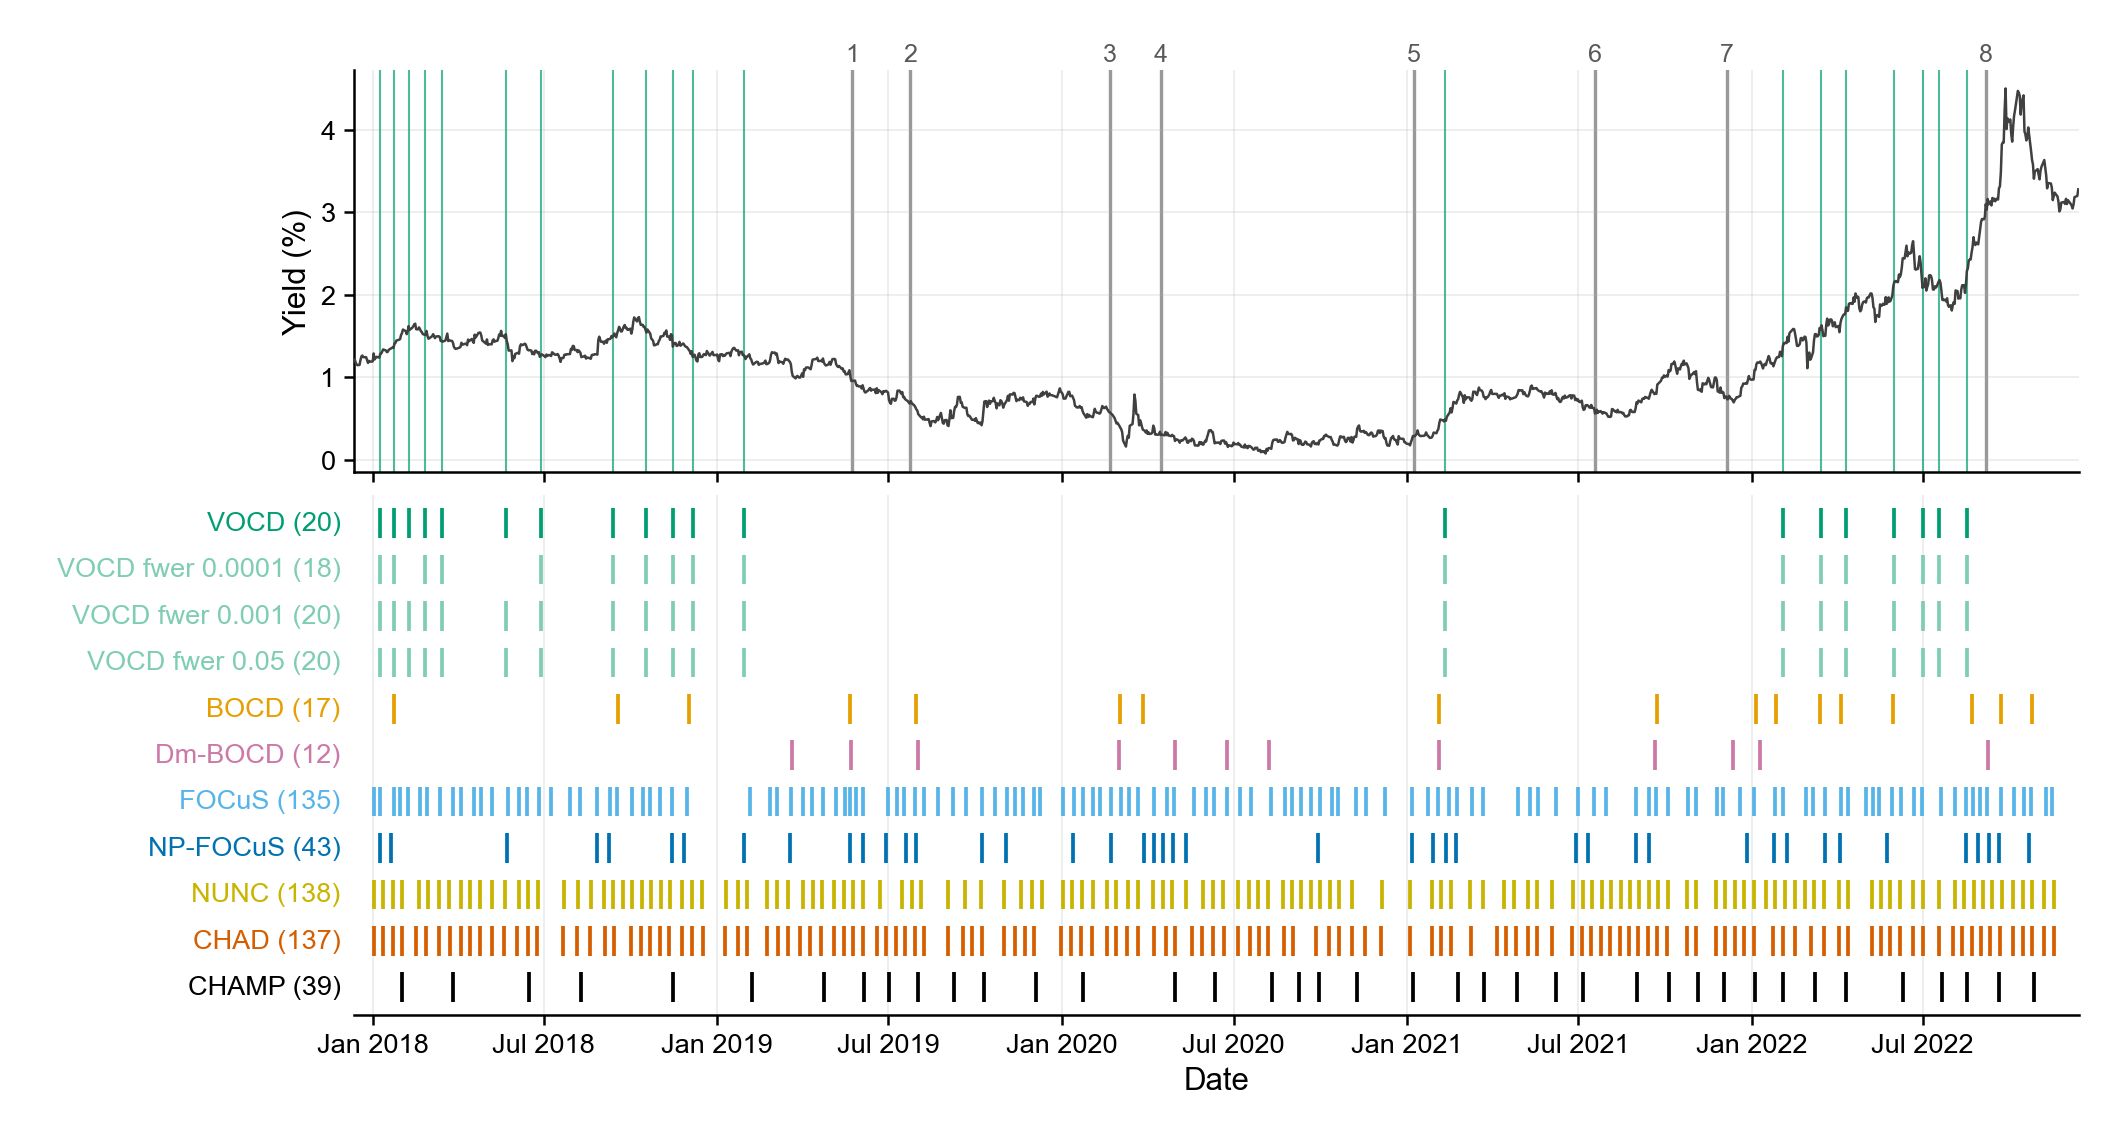 1 2 3 4 5 6 7 8
4
3
2
1
0
Yield (%)
VOCD (20)
VOCD fwer 0.0001 (18)
VOCD fwer 0.001 (20)
VOCD fwer 0.05 (20)
BOCD (17)
Dm-BOCD (12)
FOCuS (135)
NP-FOCuS (43)
NUNC (138)
CHAD (137)
CHAMP (39)
Jan 2018 Jul 2018 Jan 2019 Jul 2019 Jan 2020 Jul 2020 Jan 2021 Jul 2021 Jan 2022 Jul 2022
Date